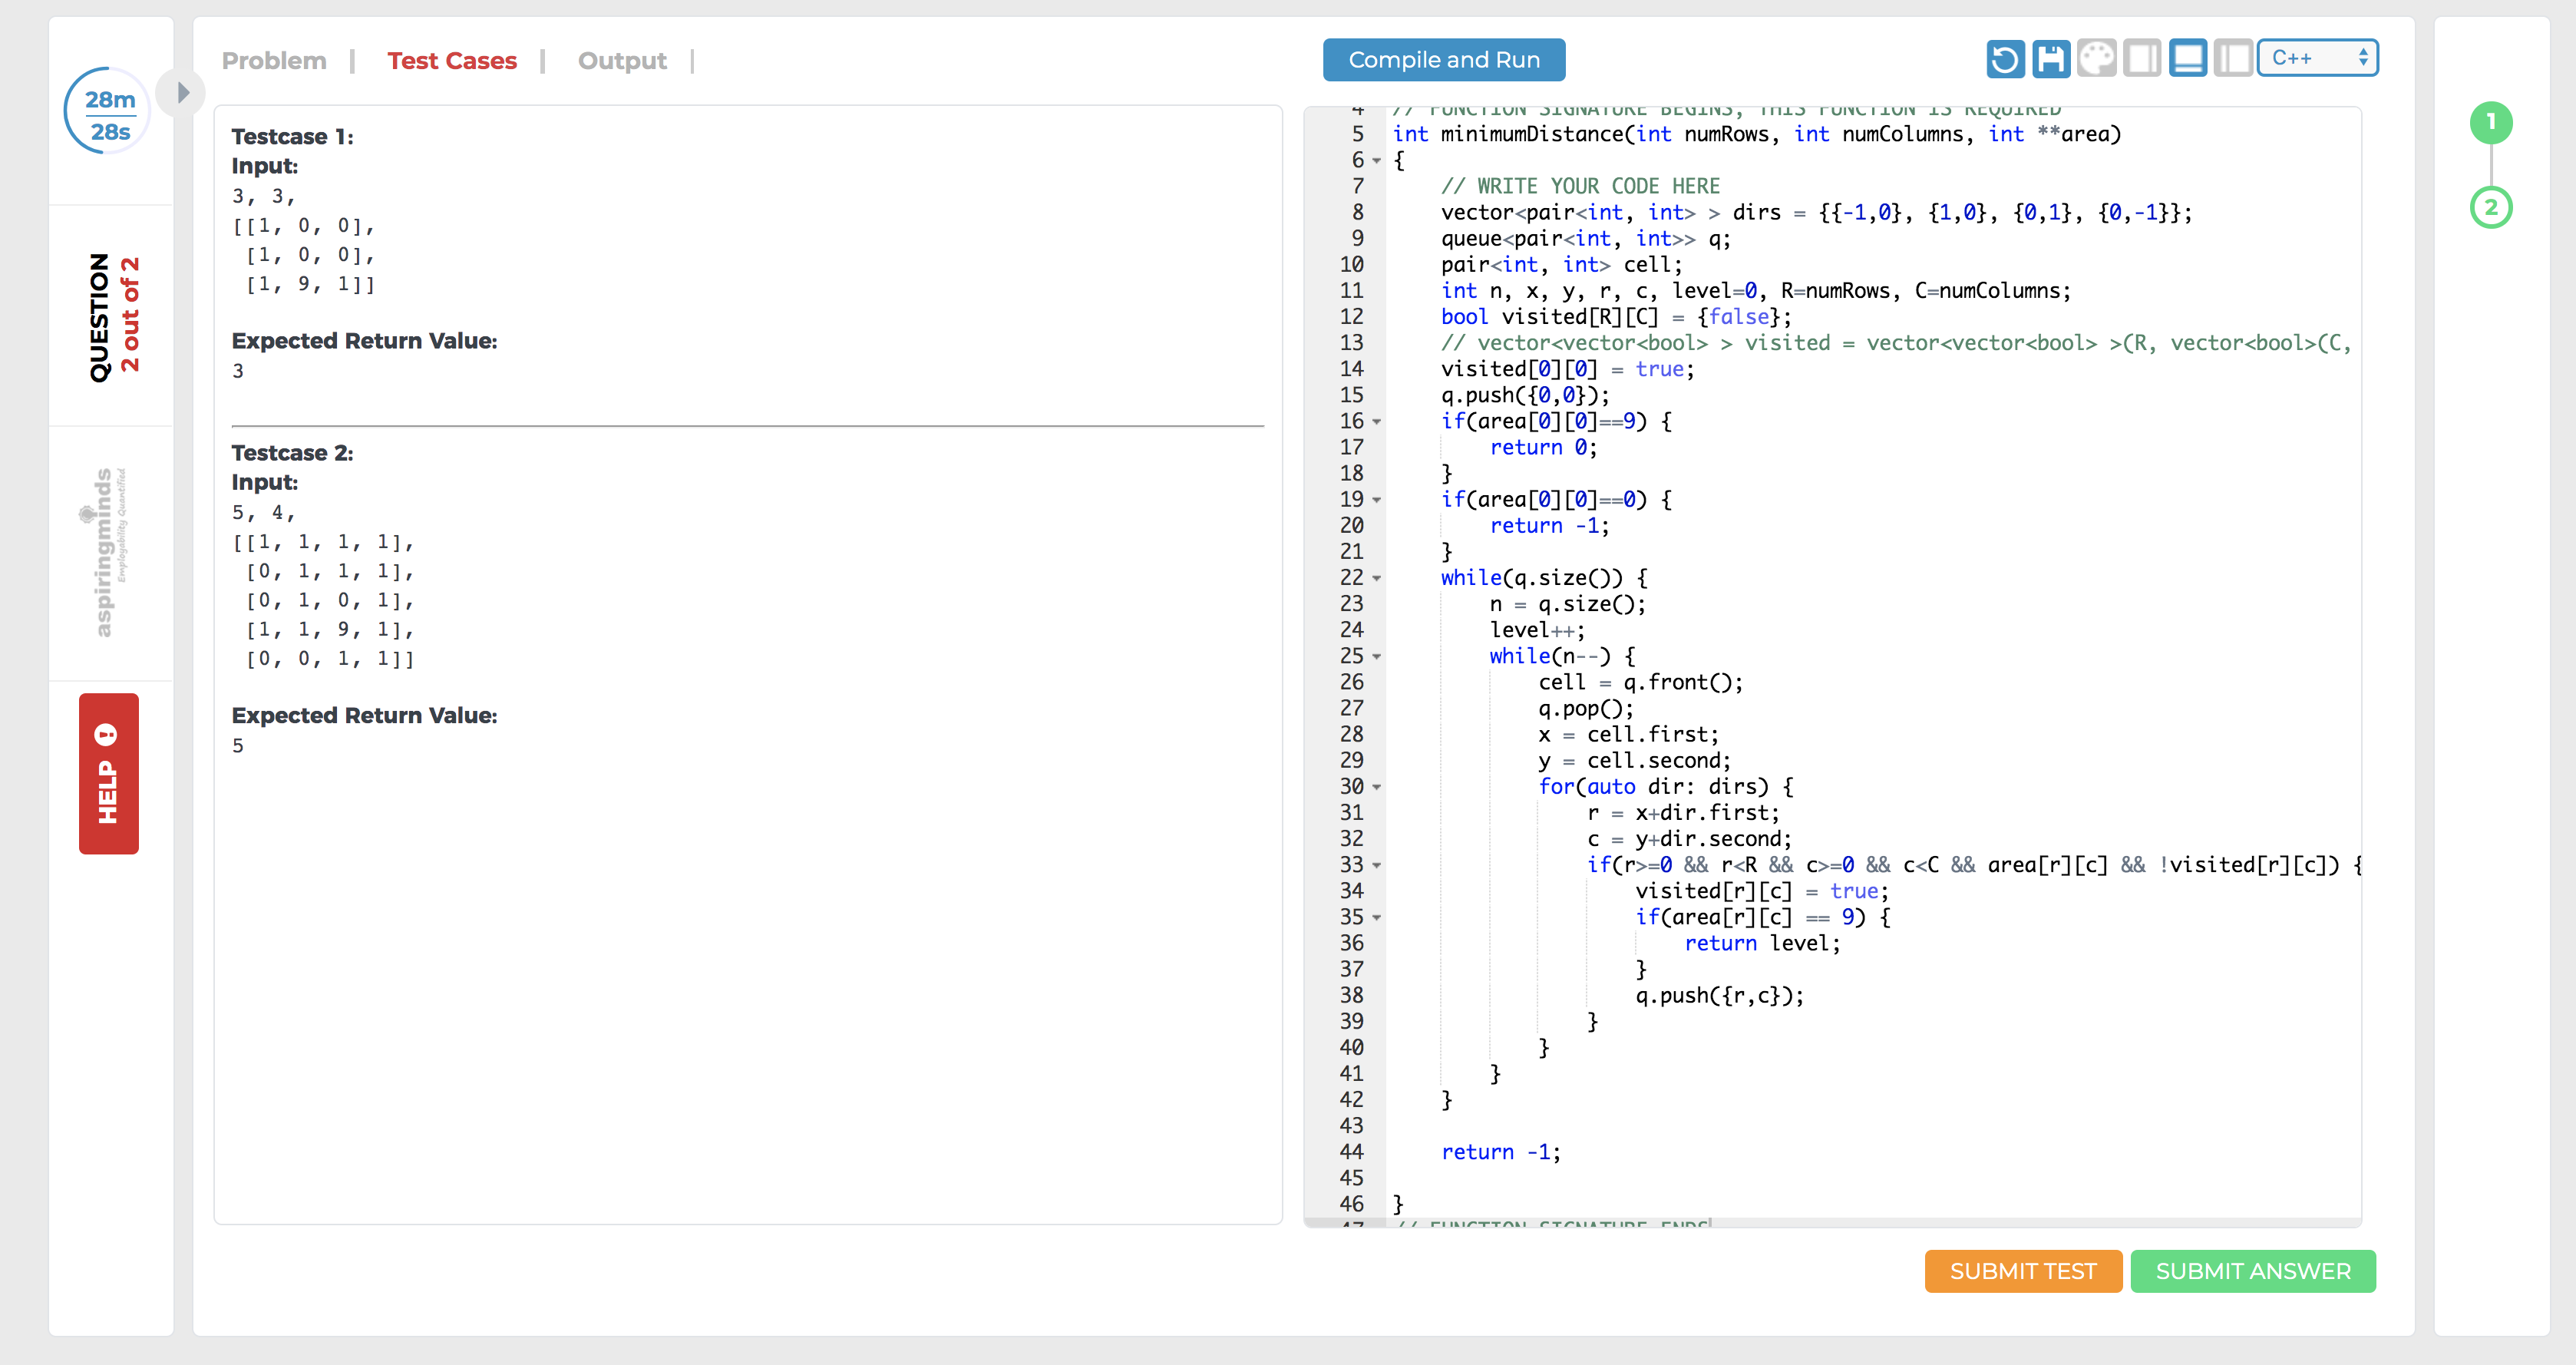 28m
28s
QUESTION
2 out of 2
aspiringminds
Employability Quantified
HELP
Problem | Test Cases | Output |
Testcase 1:
Input:
3, 3,
[[1, 0, 0],
[1, 0, 0],
[1, 9, 1]]
Expected Return Value:
3
Testcase 2:
Input:
5, 4,
[[1, 1, 1, 1],
[0, 1, 1, 1],
[0, 1, 0, 1],
[1, 1, 9, 1],
[0, 0, 1, 1]]
Expected Return Value:
5
Compile and Run
C++
4 // FUNCTION SIGNATURE BEGINS, THIS FUNCTION IS REQUIRED
5 int minimumDistance(int numRows, int numColumns, int **area)
6 {
7 // WRITE YOUR CODE HERE
8 vector<pair<int, int> > dirs = {{-1,0}, {1,0}, {0,1}, {0,-1}};
9 queue<pair<int, int>> q;
10 pair<int, int> cell;
11 int n, x, y, r, c, level=0, R=numRows, C=numColumns;
12 bool visited[R][C] = {false};
13 // vector<vector<bool> > visited = vector<vector<bool> >(R, vector<bool>(C,
14 visited[0][0] = true;
15 q.push({0,0});
16 if(area[0][0]==9) {
17 return 0;
18 }
19 if(area[0][0]==0) {
20 return -1;
21 }
22 while(q.size()) {
23 n = q.size();
24 level++;
25 while(n--) {
26 cell = q.front();
27 q.pop();
28 x = cell.first;
29 y = cell.second;
30 for(auto dir: dirs) {
31 r = x+dir.first;
32 c = y+dir.second;
33 if(r>=0 && r<R && c>=0 && c<C && area[r][c] && !visited[r][c]) {
34 visited[r][c] = true;
35 if(area[r][c] == 9) {
36 return level;
37 }
38 q.push({r,c});
39 }
40 }
41 }
42 }
43
44 return -1;
45
46 }
47 // FUNCTION SIGNATURE ENDS
SUBMIT TEST
SUBMIT ANSWER
1
2